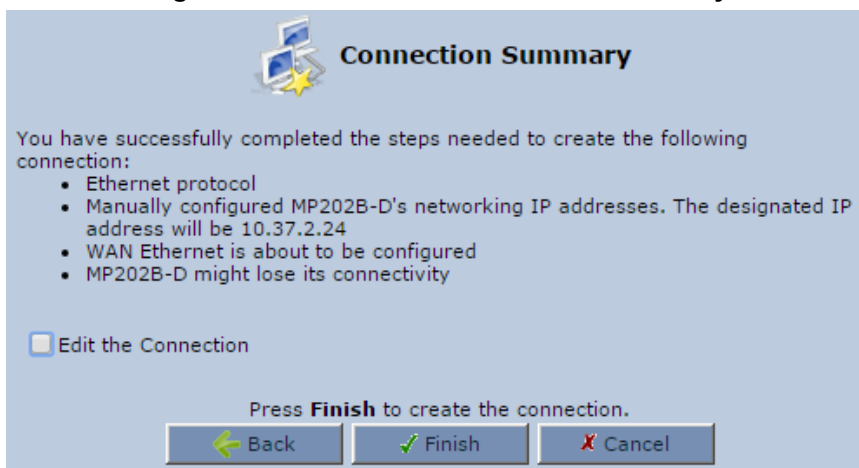 Connection Summary
You have successfully completed the steps needed to create the following
connection:
• Ethernet protocol
• Manually configured MP202B-D's networking IP addresses. The designated IP
address will be 10.37.2.24
• WAN Ethernet is about to be configured
• MP202B-D might lose its connectivity
Edit the Connection
Press Finish to create the connection.
Back Finish Cancel